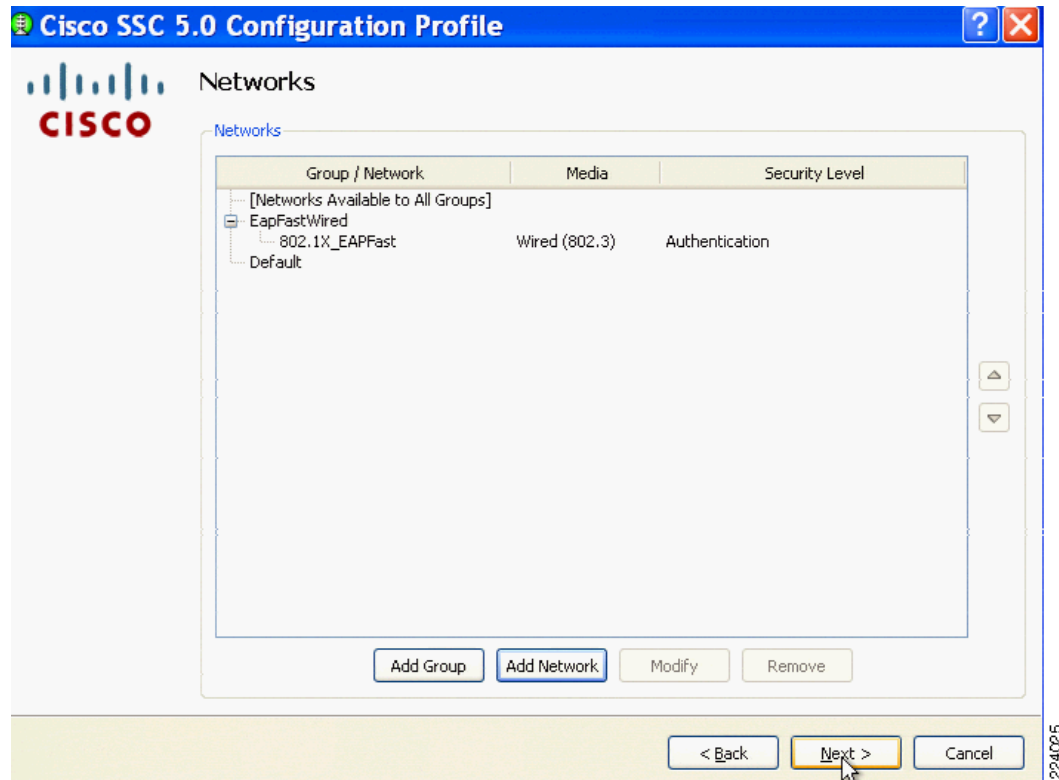 Cisco SSC 5.0 Configuration Profile
?
CISCO
Networks
Networks
Group / Network Media Security Level
[Networks Available to All Groups]
EapFastWired
802.1X_EAPFast Wired (802.3) Authentication
Default
Add Group Add Network Modify Remove
< Back Next > Cancel
224025